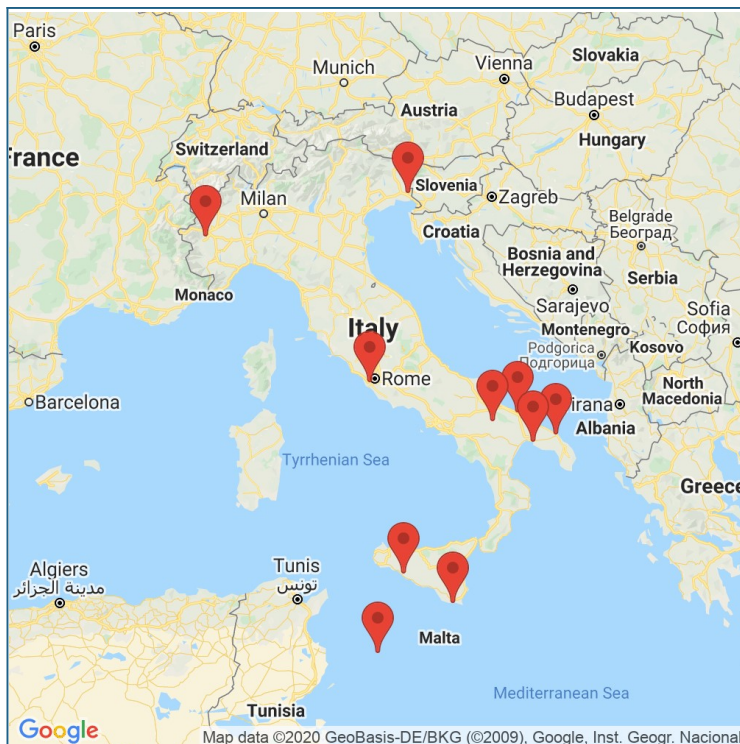 Paris
Munich
Vienna
Slovakia
Austria
Budapest
Hungary
France
Switzerland
Milan
Slovenia
Zagreb
Croatia
Belgrade
Београд
Bosnia and
Herzegovina
Serbia
Monaco
Sarajevo
Sofia
София
Italy
Montenegro
Podgorica
Подгорица
Kosovo
Rome
Barcelona
irana
North
Macedonia
Albania
Tyrrhenian Sea
Greece
Algiers
مدينة الجزائر
Tunis
تونس
Malta
Mediterranean Sea
Tunisia
Google
Map data ©2020 GeoBasis-DE/BKG (©2009), Google, Inst. Geogr. Nacional